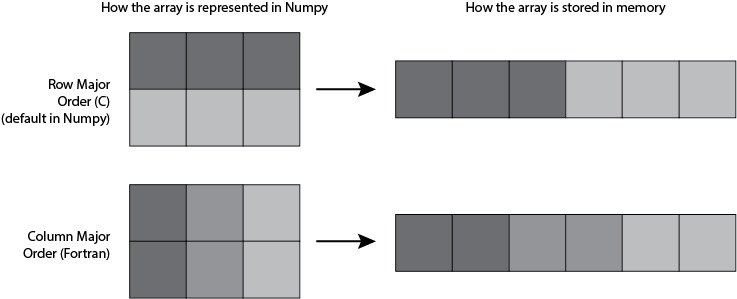 How the array is represented in Numpy
How the array is stored in memory
Row Major
Order (C)
(default in Numpy)
Column Major
Order (Fortran)